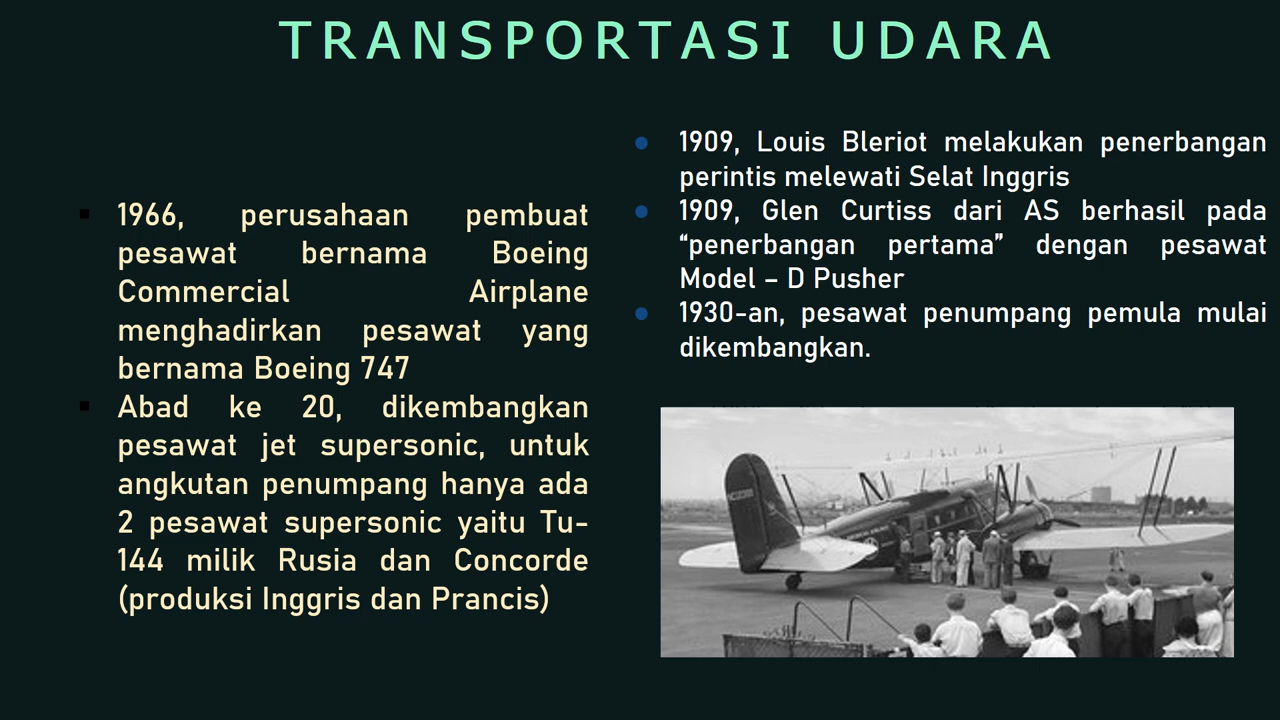 TRANSPORTASI UDARA
1966, perusahaan pembuat
pesawat bernama Boeing
Commercial Airplane
menghadirkan pesawat yang
bernama Boeing 747
Abad ke 20, dikembangkan
pesawat jet supersonic, untuk
angkutan penumpang hanya ada
2 pesawat supersonic yaitu Tu-
144 milik Rusia dan Concorde
(produksi Inggris dan Prancis)
1909, Louis Bleriot melakukan penerbangan
perintis melewati Selat Inggris
1909, Glen Curtiss dari AS berhasil pada
“penerbangan pertama” dengan pesawat
Model – D Pusher
1930-an, pesawat penumpang pemula mulai
dikembangkan.